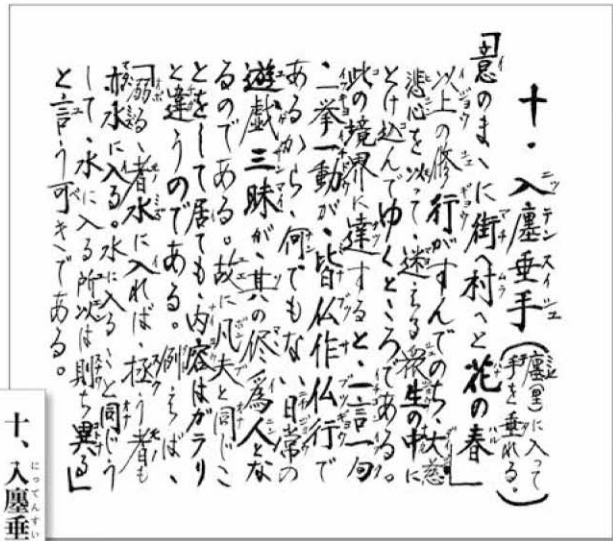 十・入廛垂手(廛(里)に入って手を垂れる。)
「意のまゝに街へ村へと花の春」
以上の修行がすんでのち、大慈
悲心を以って、迷える衆生の中に
とけ込んでゆくところである。
此の境界に達すると、一言一句
、一挙一動が、皆仏作仏行で
あるから、何でもない、日常の
遊戯三昧が、其の侭為人とな
るのである。故に凡夫と同じこ
とをして居ても、内容はガラリ
と違うのである。例えば、
「溺るゝ者水に入れば、拯う者も
亦水に入る。水に入ることは同じう
して、水に入る所以は則ち異る」
と言う可きである。
十、入廛垂